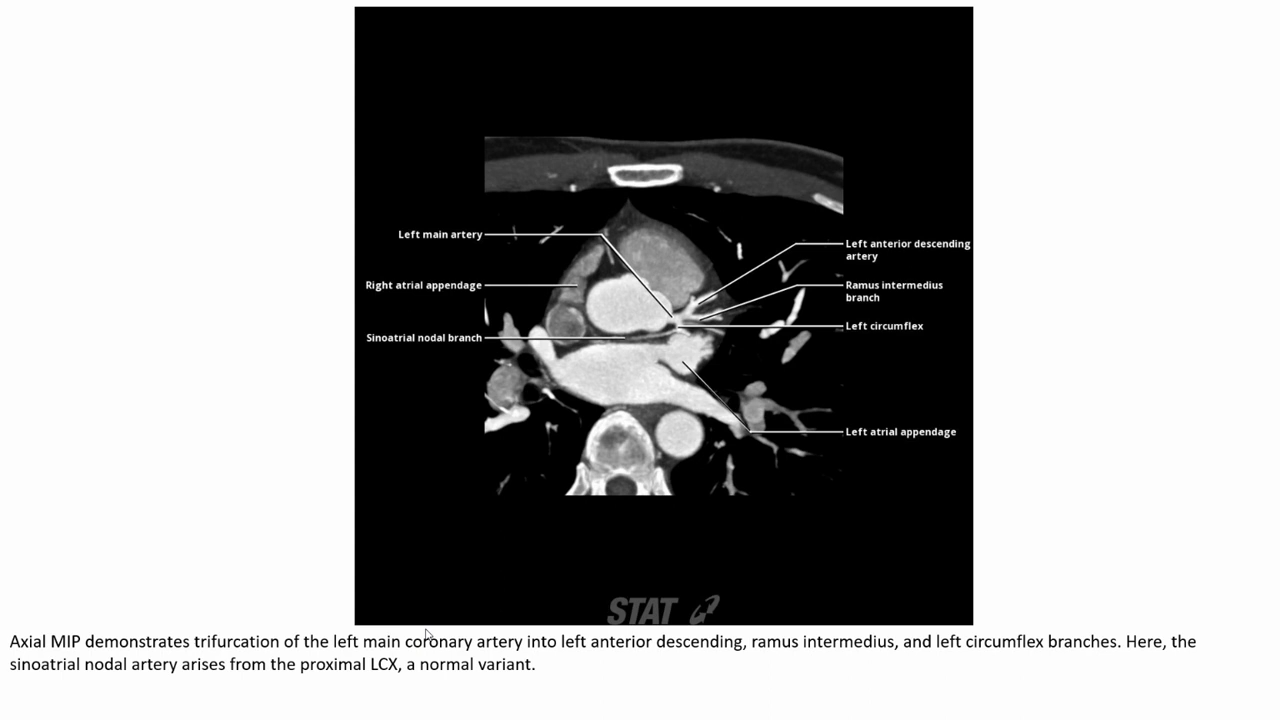 Left main artery
Left anterior descending
artery
Right atrial appendage
Ramus intermedius
branch
Left circumflex
Sinoatrial nodal branch
Left atrial appendage
STAT
Axial MIP demonstrates trifurcation of the left main coronary artery into left anterior descending, ramus intermedius, and left circumflex branches. Here, the
sinoatrial nodal artery arises from the proximal LCX, a normal variant.